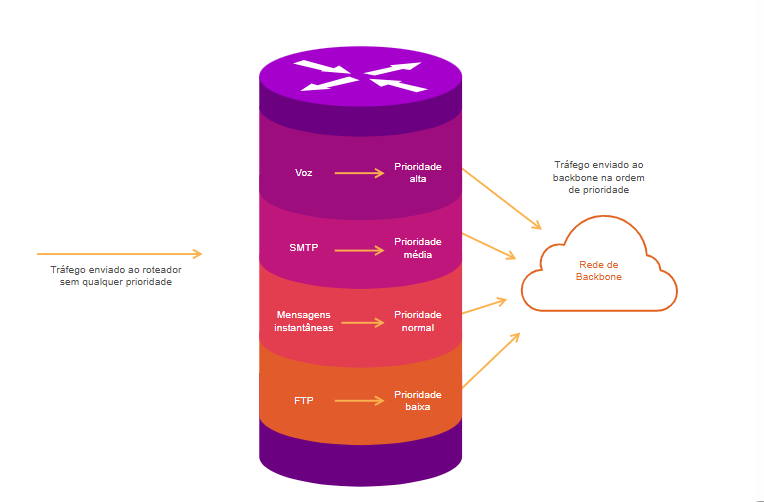 Tráfego enviado ao roteador
sem qualquer prioridade
Voz
Prioridade
alta
SMTP
Prioridade
média
Mensagens
instantâneas
Prioridade
normal
FTP
Prioridade
baixa
Tráfego enviado ao
backbone na ordem
de prioridade
Rede de
Backbone